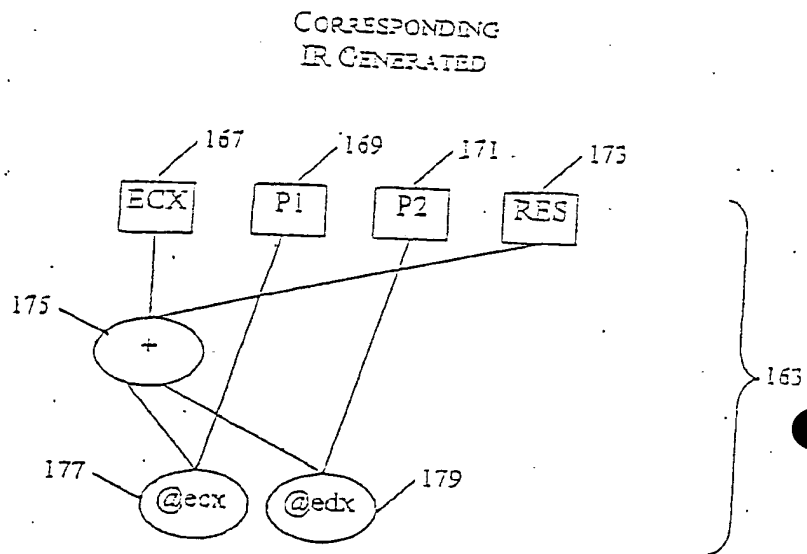 CORRESPONDING
IR GENERATED
167
169
171
173
ECX
P1
P2
RES
175
+
163
177
@ecx
@edx
179